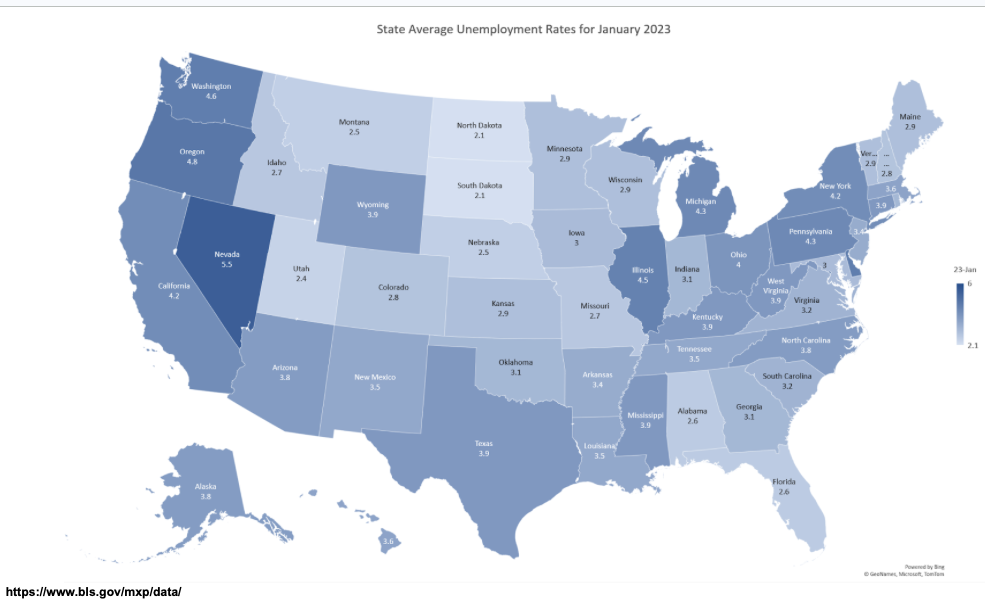 State Average Unemployment Rates for January 2023
Washington
4.6
Oregon
4.8
Idaho
2.7
Montana
2.5
North Dakota
2.1
South Dakota
2.1
Minnesota
2.9
Wisconsin
2.9
Michigan
4.3
Maine
2.9
Ver...
2.9
...
...
2.8
New York
4.2
3.6
3.9
Wyoming
3.9
Nebraska
2.5
Iowa
3
Nevada
5.5
Utah
2.4
Colorado
2.8
California
4.2
Kansas
2.9
Missouri
2.7
Illinois
4.5
Indiana
3.1
Ohio
4
Pennsylvania
4.3
3.4
3
West
Virginia
3.9
Virginia
3.2
Kentucky
3.9
Tennessee
3.5
North Carolina
3.8
South Carolina
3.2
Arizona
3.8
New Mexico
3.5
Oklahoma
3.1
Arkansas
3.4
Mississippi
3.9
Alabama
2.6
Georgia
3.1
Texas
3.9
Louisiana
3.5
Florida
2.6
Alaska
3.8
3.6
23-Jan
6
2.1
Powered by Bing
© GeoNames, Microsoft, TomTom
https://www.bls.gov/mxp/data/